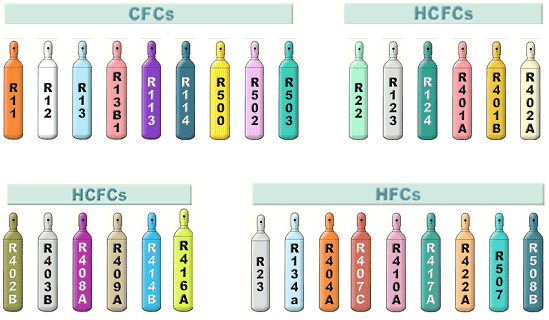 CFCs
R11 R12 R13 R13B1 R113 R114 R500 R502 R503
HCFCs
R22 R123 R124 R401A R401B R402A
HCFCs
R402B R403B R408A R409A R414B R416A
HFCs
R23 R134a R404A R407C R410A R417A R422A R507 R508B